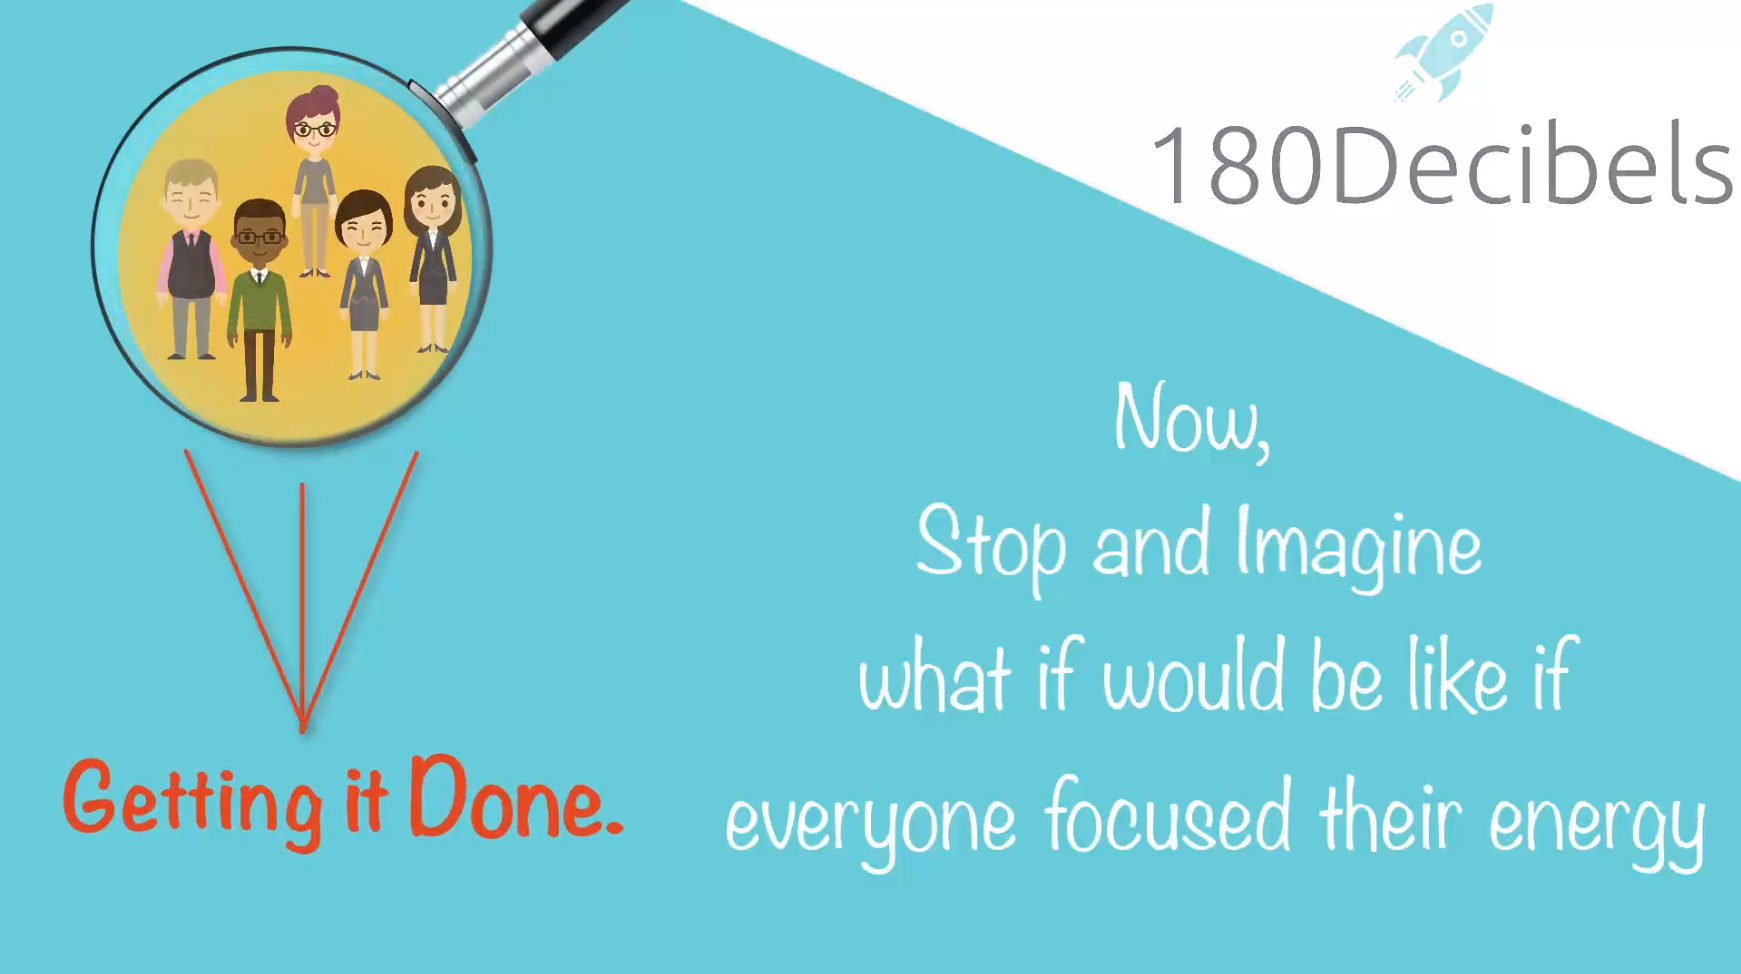 180Decibels
Now,
Stop and Imagine
what if would be like if
everyone focused their energy
Getting it Done.